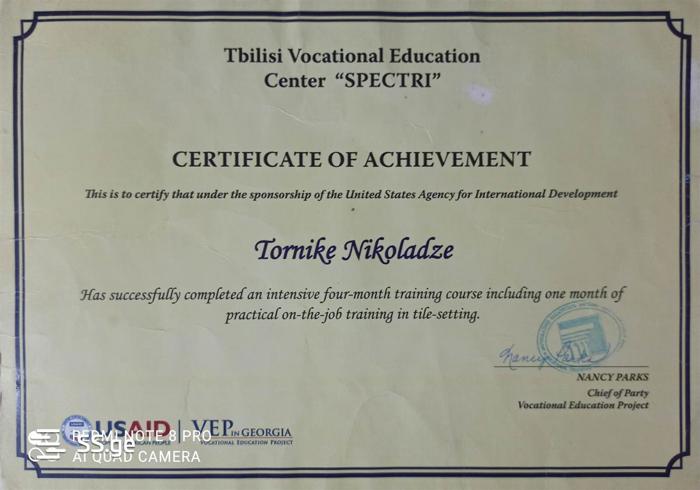 Tbilisi Vocational Education
Center “SPECTRI”
CERTIFICATE OF ACHIEVEMENT
This is to certify that under the sponsorship of the United States Agency for International Development
Tornike Nikoladze
Has successfully completed an intensive four-month training course including one month of
practical on-the-job training in tile-setting.
Nancy Parks
NANCY PARKS
Chief of Party
Vocational Education Project
USAID
VEP IN GEORGIA
VOCATIONAL EDUCATION PROJECT
REDMI NOTE 8 PRO
SS.ge
AI QUAD CAMERA